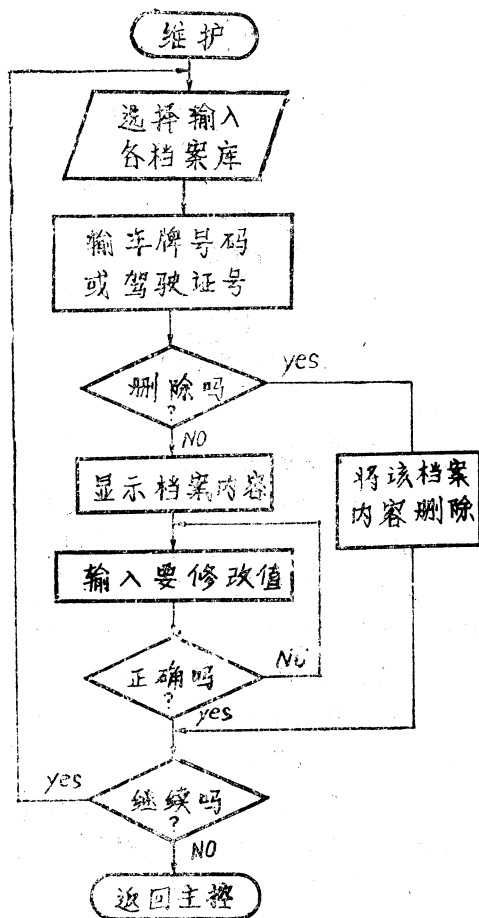 维护
选择输入
各档案库
输车牌号码
或驾驶证号
删除吗
?
yes
NO
显示档案内容
将该档案
内容删除
输入要修改值
正确吗
?
NO
yes
继续吗
?
yes
NO
返回主控